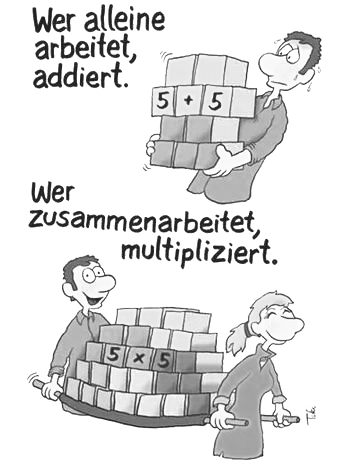 Wer alleine
arbeitet,
addiert.
5 + 5
Wer
zusammenarbeitet,
multipliziert.
5 x 5